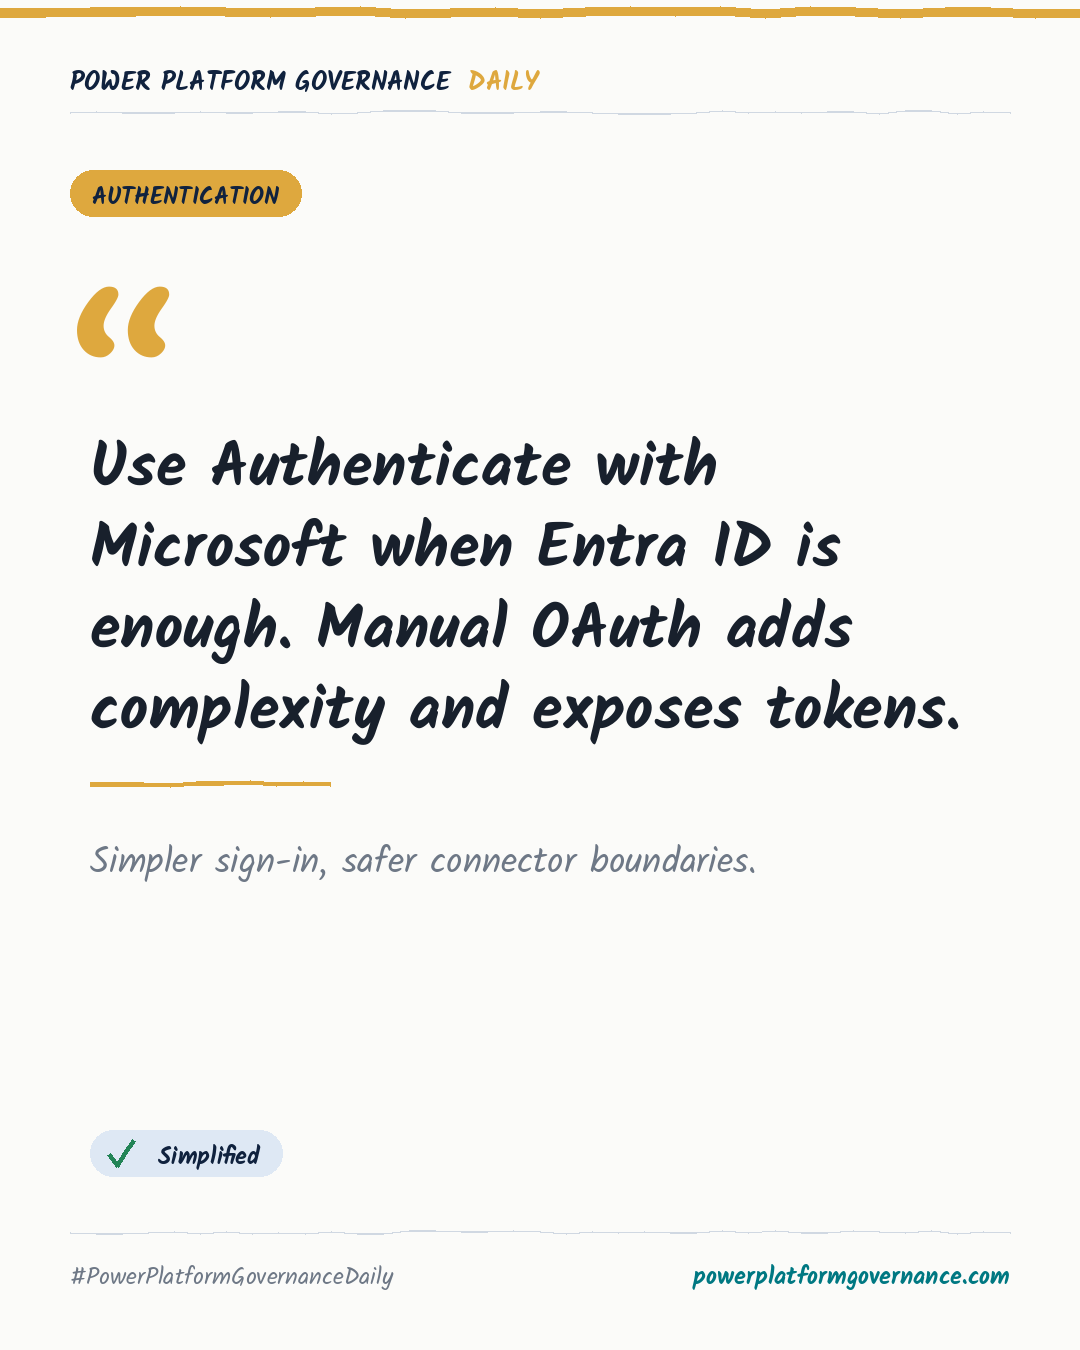 POWER PLATFORM GOVERNANCE DAILY
AUTHENTICATION
“
Use Authenticate with
Microsoft when Entra ID is
enough. Manual OAuth adds
complexity and exposes tokens.
Simpler sign-in, safer connector boundaries.
✓ Simplified
#PowerPlatformGovernanceDaily
powerplatformgovernance.com